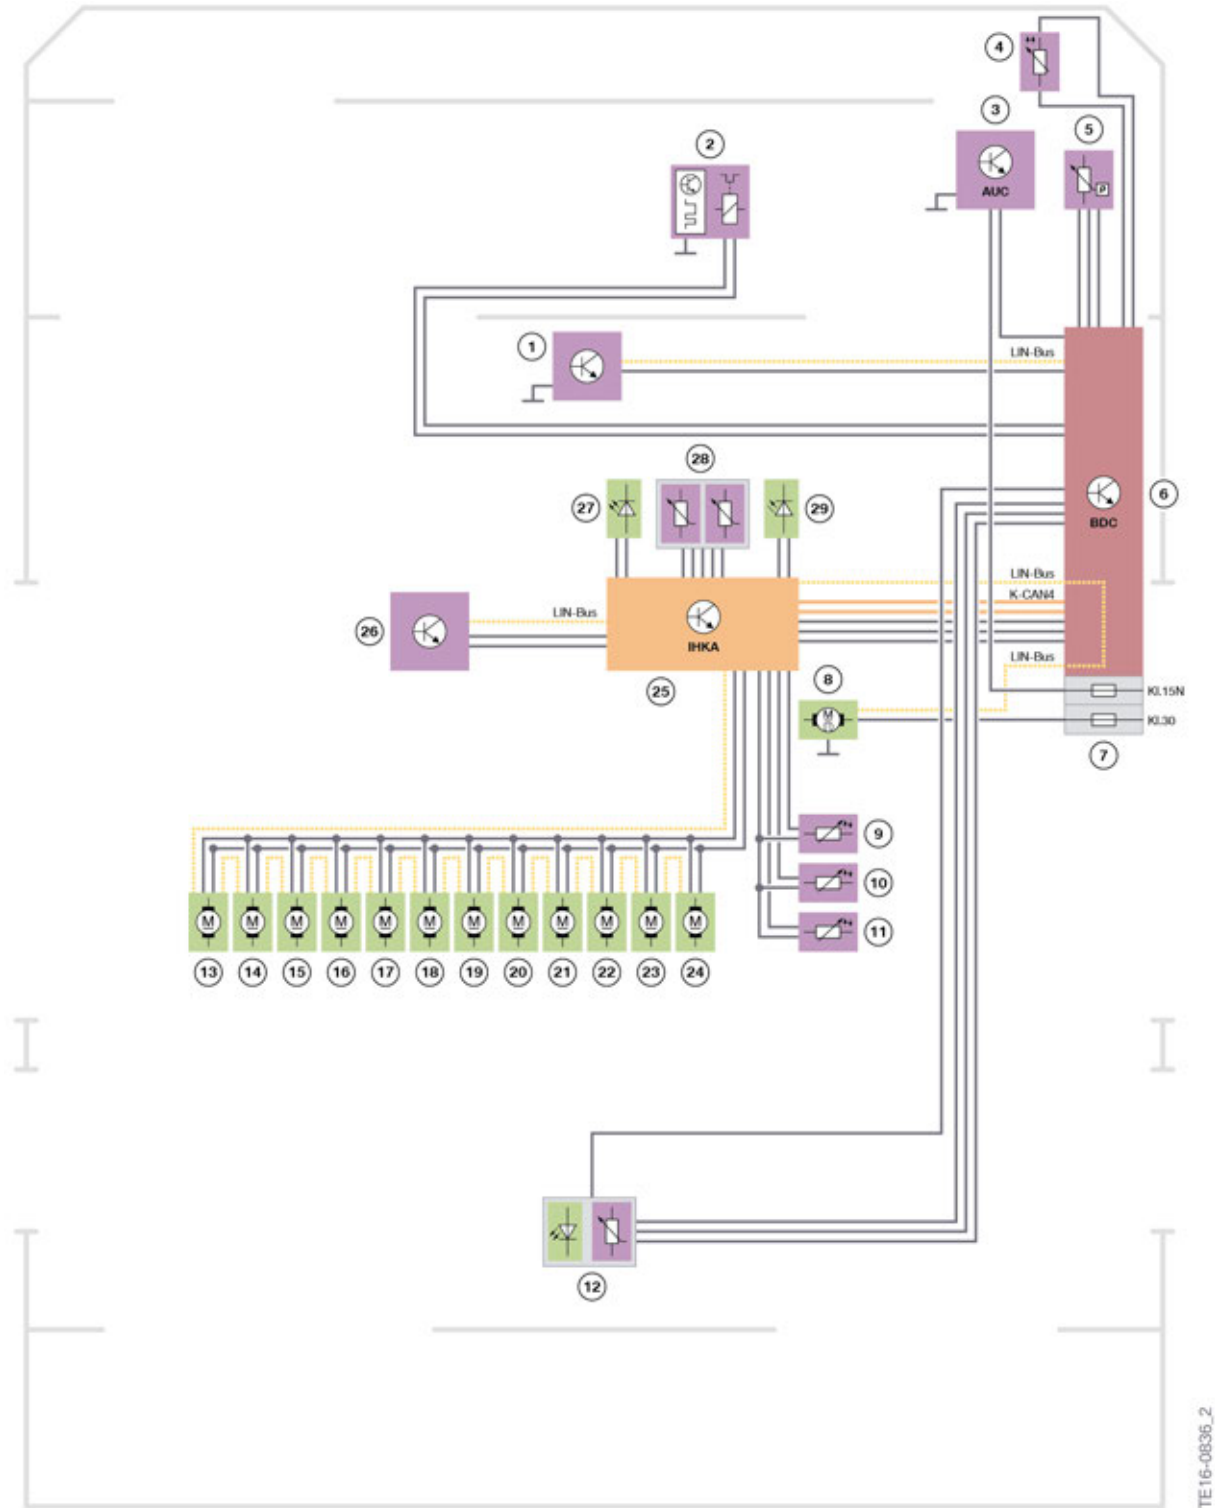 4
3
5
2
AUC
P
1
LIN-Bus
28
27
29
6
BDC
LIN-Bus
K-CAN4
LIN-Bus
26
IHKA
LIN-Bus
25
8
M
Kl.15N
Kl.30
7
9
10
11
M M M M M M M M M M M M
13 14 15 16 17 18 19 20 21 22 23 24
12
TE16-0836_2